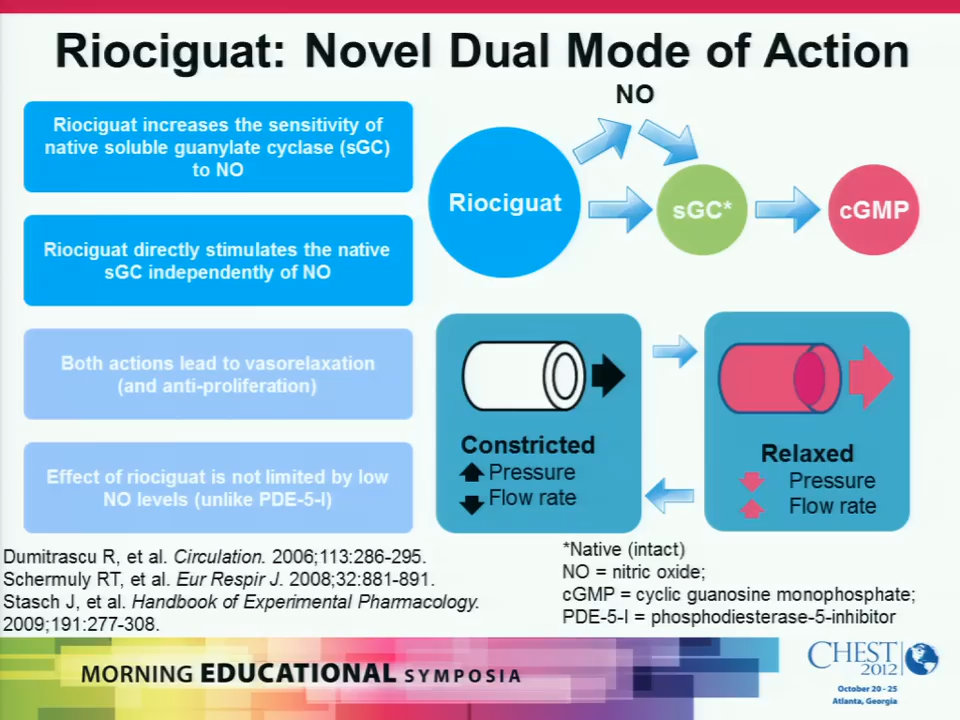 Riociguat: Novel Dual Mode of Action
Riociguat increases the sensitivity of
native soluble guanylate cyclase (sGC)
to NO
Riociguat directly stimulates the native
sGC independently of NO
Both actions lead to vasorelaxation
(and anti-proliferation)
Effect of riociguat is not limited by low
NO levels (unlike PDE-5-I)
NO
Riociguat
sGC*
cGMP
Constricted
Pressure
Flow rate
Relaxed
Pressure
Flow rate
Dumitrascu R, et al. Circulation. 2006;113:286-295.
Schermuly RT, et al. Eur Respir J. 2008;32:881-891.
Stasch J, et al. Handbook of Experimental Pharmacology.
2009;191:277-308.
*Native (intact)
NO = nitric oxide;
cGMP = cyclic guanosine monophosphate;
PDE-5-I = phosphodiesterase-5-inhibitor
MORNING EDUCATIONAL SYMPOSIA
CHEST
2012
October 20 - 25
Atlanta, Georgia